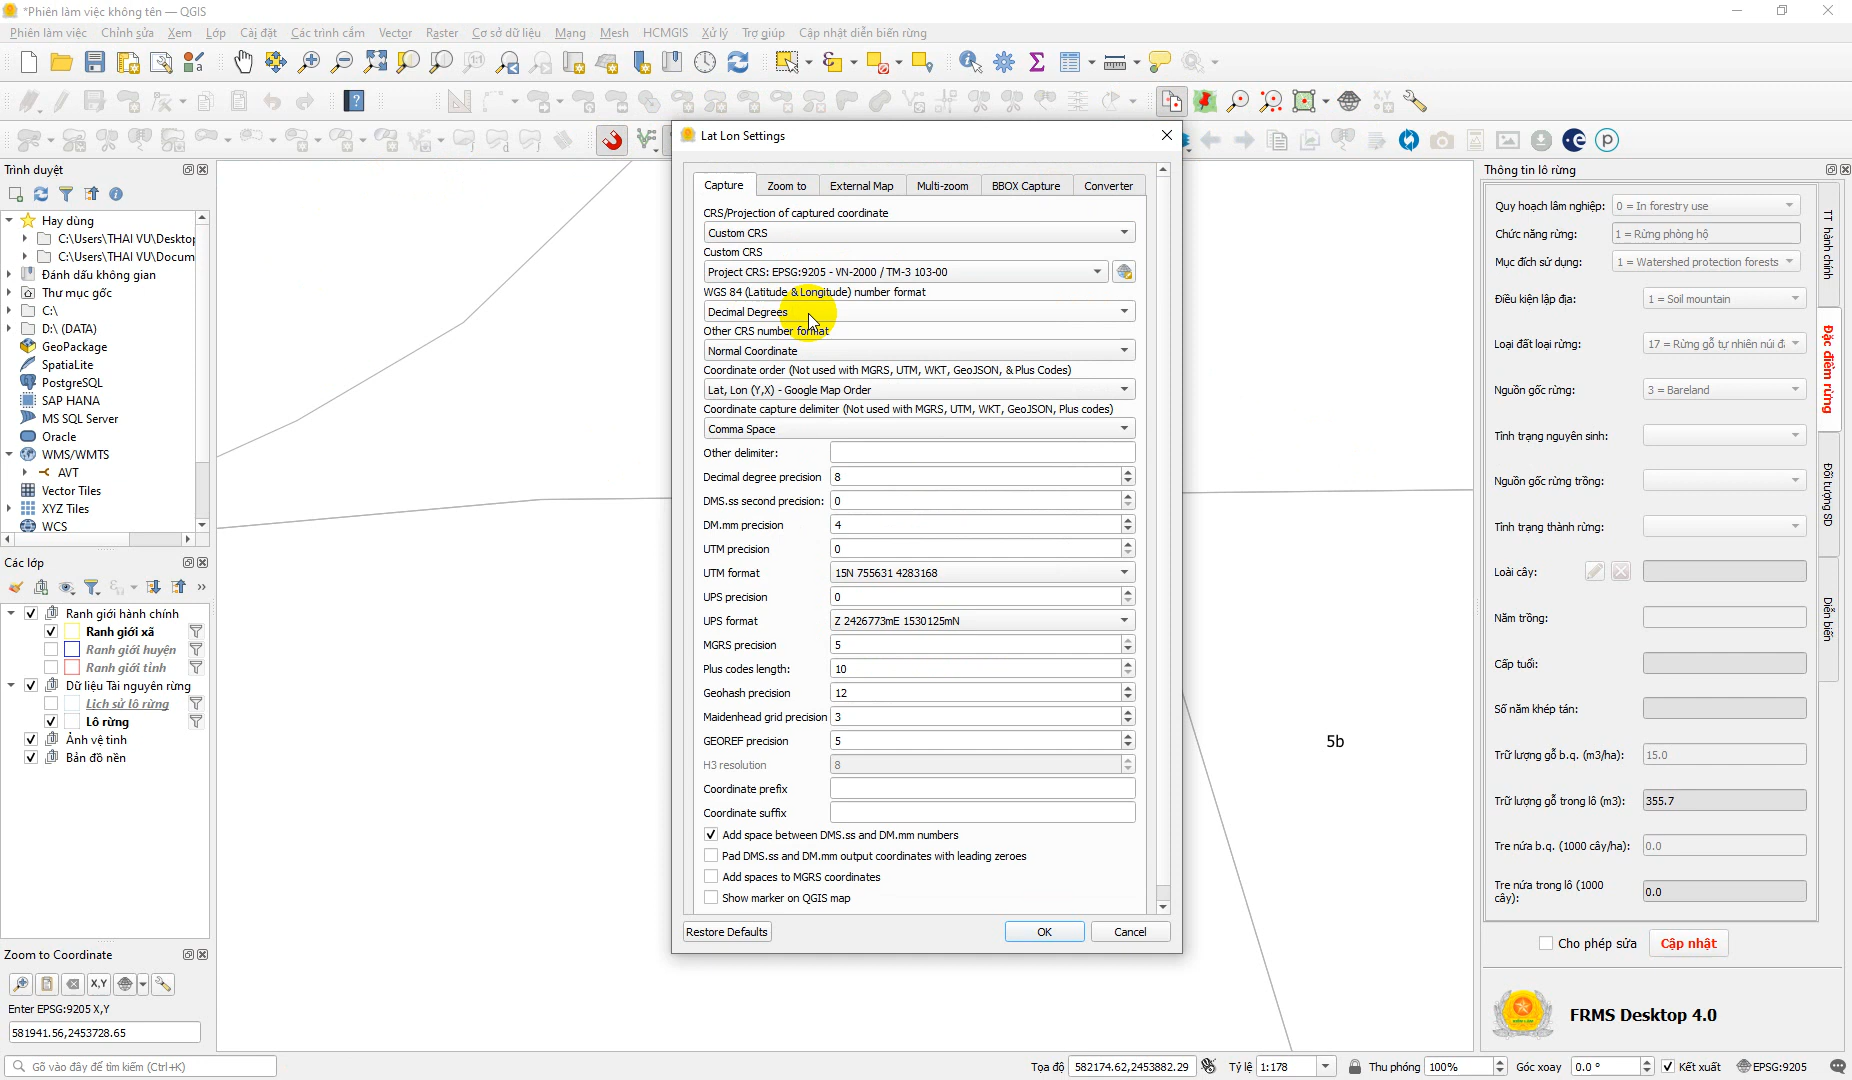 *Phiên làm việc không tên — QGIS
Phiên làm việc Chỉnh sửa Xem Lớp Cài đặt Các trình cắm Vector Raster Cơ sở dữ liệu Mạng Mesh HCMGIS Xử lý Trợ giúp Cập nhật diễn biến rừng
Trình duyệt
Hay dùng
C:\Users\THAI VU\Desktop
C:\Users\THAI VU\Docum
Đánh dấu không gian
Thư mục gốc
C:\
D:\ (DATA)
GeoPackage
SpatiaLite
PostgreSQL
SAP HANA
MS SQL Server
Oracle
WMS/WMTS
AVT
Vector Tiles
XYZ Tiles
WCS
Các lớp
Ranh giới hành chính
Ranh giới xã
Ranh giới huyện
Ranh giới tỉnh
Dữ liệu Tài nguyên rừng
Lịch sử lô rừng
Lô rừng
Ảnh vệ tinh
Bản đồ nền
Zoom to Coordinate
X,Y
Enter EPSG:9205 X,Y
581941.56,2453728.65
Lat Lon Settings
Capture Zoom to External Map Multi-zoom BBOX Capture Converter
CRS/Projection of captured coordinate
Custom CRS
Custom CRS
Project CRS: EPSG:9205 - VN-2000 / TM-3 103-00
WGS 84 (Latitude & Longitude) number format
Decimal Degrees
Other CRS number format
Normal Coordinate
Coordinate order (Not used with MGRS, UTM, WKT, GeoJSON, & Plus Codes)
Lat, Lon (Y,X) - Google Map Order
Coordinate capture delimiter (Not used with MGRS, UTM, WKT, GeoJSON, Plus codes)
Comma Space
Other delimiter:
Decimal degree precision 8
DMS.ss second precision: 0
DM.mm precision 4
UTM precision 0
UTM format 15N 755631 4283168
UPS precision 0
UPS format Z 2426773mE 1530125mN
MGRS precision 5
Plus codes length: 10
Geohash precision 12
Maidenhead grid precision 3
GEOREF precision 5
H3 resolution 8
Coordinate prefix
Coordinate suffix
Add space between DMS.ss and DM.mm numbers
Pad DMS.ss and DM.mm output coordinates with leading zeroes
Add spaces to MGRS coordinates
Show marker on QGIS map
Restore Defaults OK Cancel
5b
Thông tin lô rừng
Quy hoạch lâm nghiệp: 0 = In forestry use
Chức năng rừng: 1 = Rừng phòng hộ
Mục đích sử dụng: 1 = Watershed protection forests
Điều kiện lập địa: 1 = Soil mountain
Loại đất loại rừng: 17 = Rừng gỗ tự nhiên núi đ
Nguồn gốc rừng: 3 = Bareland
Tình trạng nguyên sinh:
Nguồn gốc rừng trồng:
Tình trạng thành rừng:
Loài cây:
Năm trồng:
Cấp tuổi:
Số năm khép tán:
Trữ lượng gỗ b.q. (m3/ha): 15.0
Trữ lượng gỗ trong lô (m3): 355.7
Tre nứa b.q. (1000 cây/ha): 0.0
Tre nứa trong lô (1000 cây): 0.0
TT hành chính
Đặc điểm rừng
Đối tượng SD
Diễn biến
Cho phép sửa Cập nhật
FRMS Desktop 4.0
Gõ vào đây để tìm kiếm (Ctrl+K)
Tọa độ 582174.62,2453882.29 Tỷ lệ 1:178 Thu phóng 100% Góc xoay 0.0 ° Kết xuất EPSG:9205